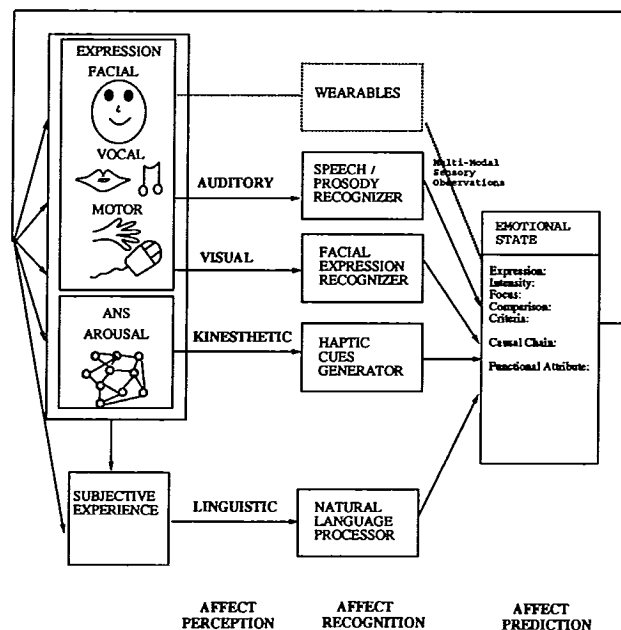 EXPRESSION
FACIAL
VOCAL
MOTOR
ANS
AROUSAL
SUBJECTIVE
EXPERIENCE
AUDITORY
VISUAL
KINESTHETIC
LINGUISTIC
WEARABLES
SPEECH /
PROSODY
RECOGNIZER
FACIAL
EXPRESSION
RECOGNIZER
HAPTIC
CUES
GENERATOR
NATURAL
LANGUAGE
PROCESSOR
Multi-Modal
Sensory
Observations
EMOTIONAL
STATE
Expression:
Intensity:
Focus:
Comparison:
Criteria:
Causal Chain:
Functional Attribute:
AFFECT
PERCEPTION
AFFECT
RECOGNITION
AFFECT
PREDICTION